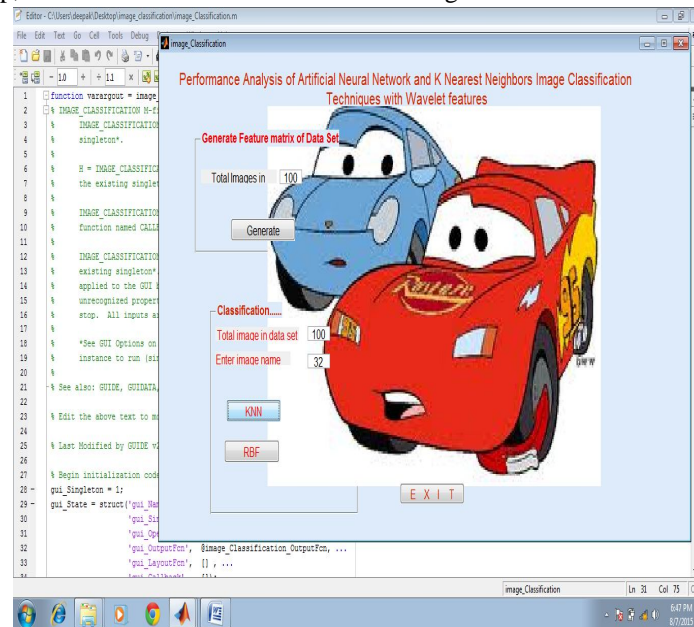 Editor - C:\Users\deepak\Desktop\image_classification\image_Classification.m
File Edit Text Go Cell Tools Debug
- 1.0 + ÷ 1.1 ×
image_Classification
Performance Analysis of Artificial Neural Network and K Nearest Neighbors Image Classification
Techniques with Wavelet features
Generate Feature matrix of Data Set
Total Images in 100
Generate
Classification......
Total image in data set 100
Enter image name 32
KNN
RBF
E X I T
95
1 function varargout = image_
2 % IMAGE_CLASSIFICATION M-fi
3 % IMAGE_CLASSIFICATION
4 % singleton*.
5 %
6 % H = IMAGE_CLASSIFICA
7 % the existing singlet
8 %
9 % IMAGE_CLASSIFICATION
10 % function named CALLB
11 %
12 % IMAGE_CLASSIFICATION
13 % existing singleton*.
14 % applied to the GUI b
15 % unrecognized propert
16 % stop. All inputs a
17 %
18 % *See GUI Options on
19 % instance to run (sin
20 %
21 % See also: GUIDE, GUIDATA,
22
23 % Edit the above text to mo
24
25 % Last Modified by GUIDE v2
26
27 % Begin initialization code
28 - gui_Singleton = 1;
29 - gui_State = struct('gui_Nam
30 'gui_Sin
31 'gui_Ope
32 'gui_OutputFcn', @image_Classification_OutputFcn, ...
33 'gui_LayoutFcn', [] , ...
image_Classification Ln 31 Col 75
6:47 PM
8/7/2015